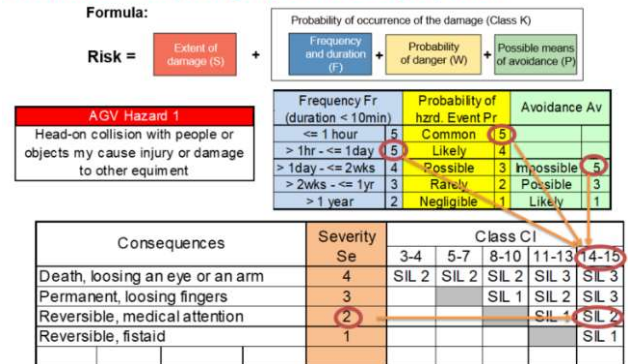 Formula:
Probability of occurrence of the damage (Class K)
Risk =
Extent of
damage (S)
+
Frequency
and duration
(F)
+
Probability
of danger (W)
+
Possible means
of avoidance (P)
AGV Hazard 1
Head-on collision with people or
objects my cause injury or damage
to other equiment
Frequency Fr
(duration < 10min)
Probability of
hzrd. Event Pr
Avoidance Av
<= 1 hour 5 Common 5
> 1hr - <= 1day 5 Likely 4
> 1day - <= 2wks 4 Possible 3 Impossible 5
> 2wks - <= 1yr 3 Rarely 2 Possible 3
> 1 year 2 Negligible 1 Likely 1
Consequences
Severity
Se
Class Cl
3-4 5-7 8-10 11-13 14-15
Death, loosing an eye or an arm 4 SIL 2 SIL 2 SIL 2 SIL 3 SIL 3
Permanent, loosing fingers 3 SIL 1 SIL 2 SIL 3
Reversible, medical attention 2 SIL 1 SIL 2
Reversible, fistaid 1 SIL 1